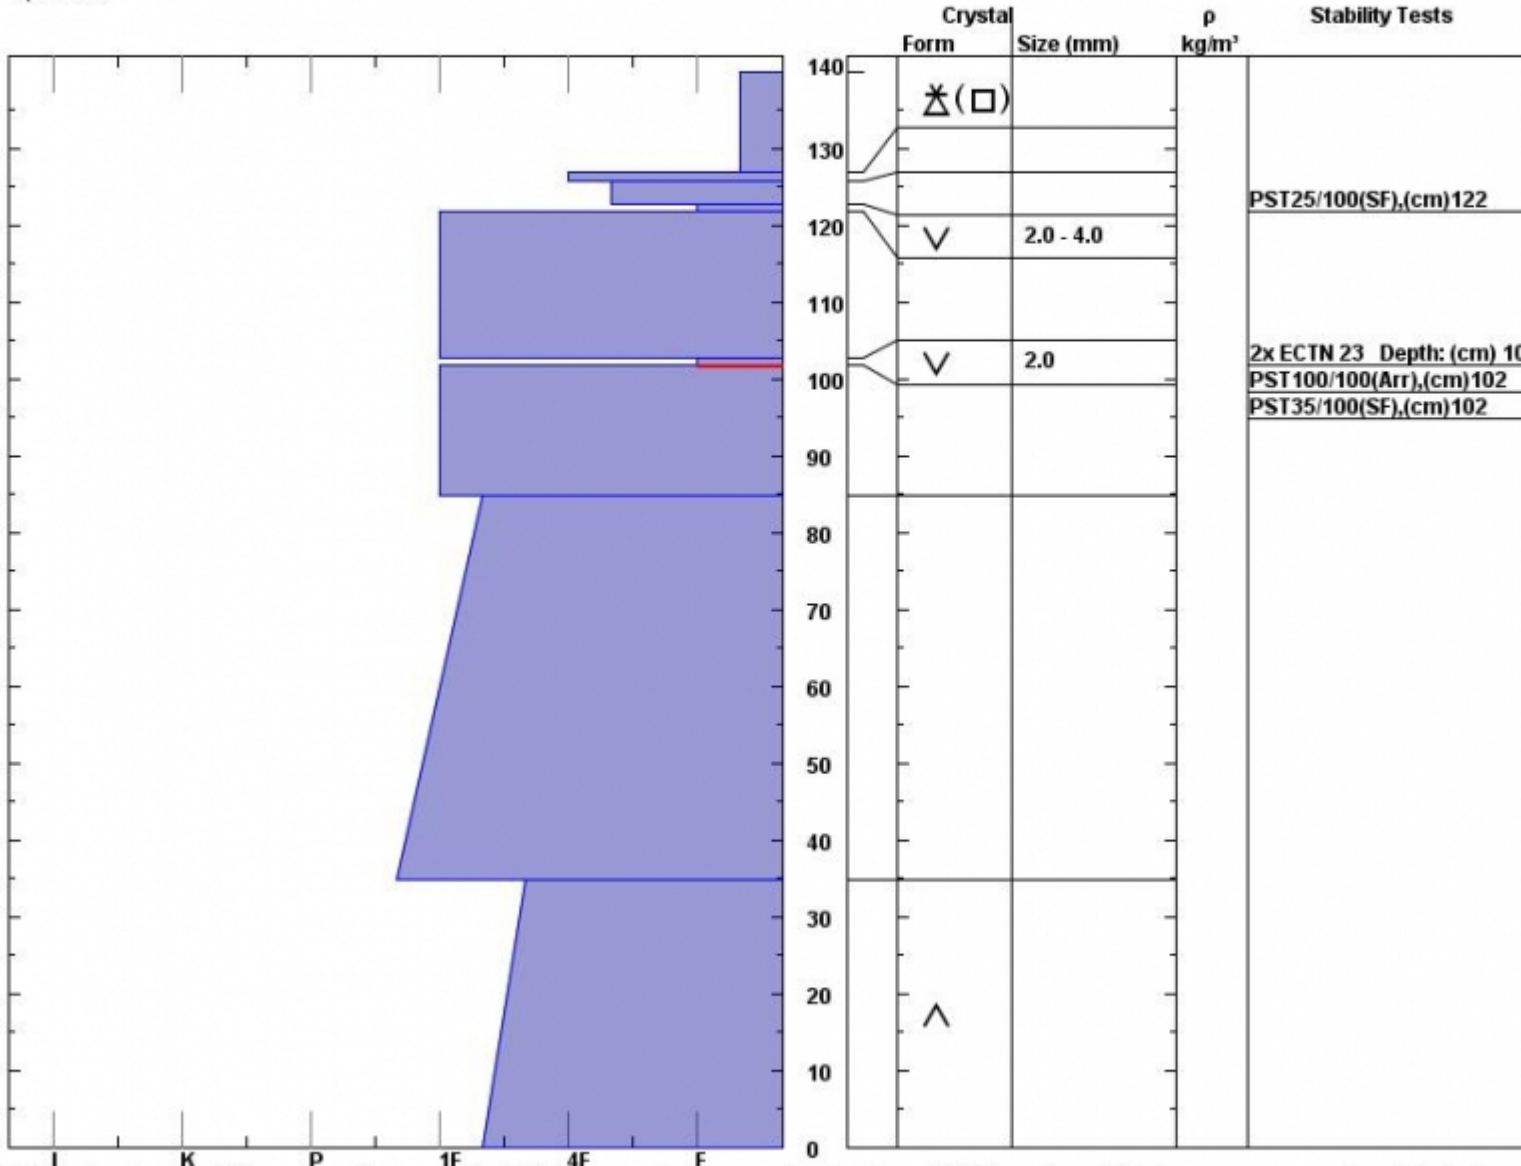 Crystal ρ Stability Tests
Form Size (mm) kg/m³
140
130
PST25/100(SF),(cm)122
120
2.0 - 4.0
110
2x ECTN 23 Depth: (cm) 10
2.0
100
PST100/100(Arr),(cm)102
PST35/100(SF),(cm)102
90
80
70
60
50
40
30
20
10
0
I K P 1F 4F F